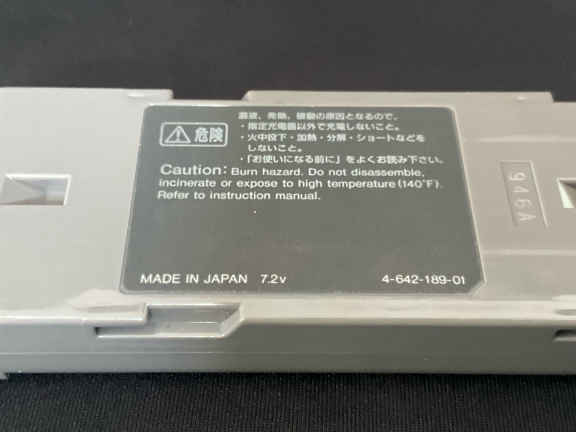 危険
漏液、発熱、破裂の原因となるので、
・指定充電器以外で充電しないこと。
・火中投下・加熱・分解・ショートなどを
しないこと。
・「お使いになる前に」をよくお読み下さい。
Caution: Burn hazard. Do not disassemble,
incinerate or expose to high temperature (140°F).
Refer to instruction manual.
MADE IN JAPAN 7.2v
4-642-189-01
946A